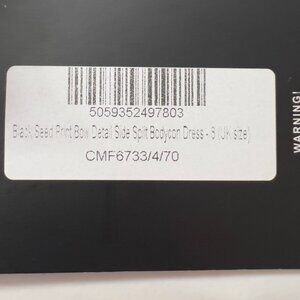 5059352497803
Black Seed Print Bow Detail Side Split Bodycon Dress - 8 (UK size)
CMF6733/4/70
WARNING!